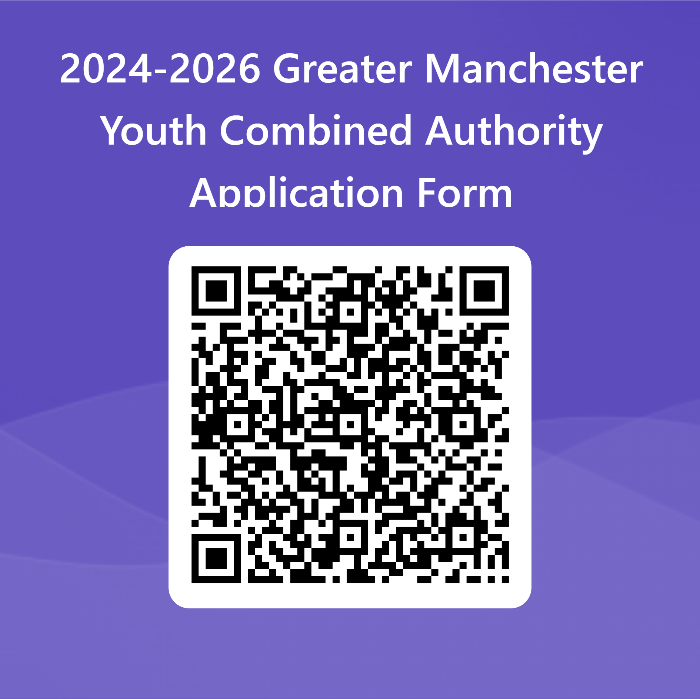 2024-2026 Greater Manchester
Youth Combined Authority
Application Form